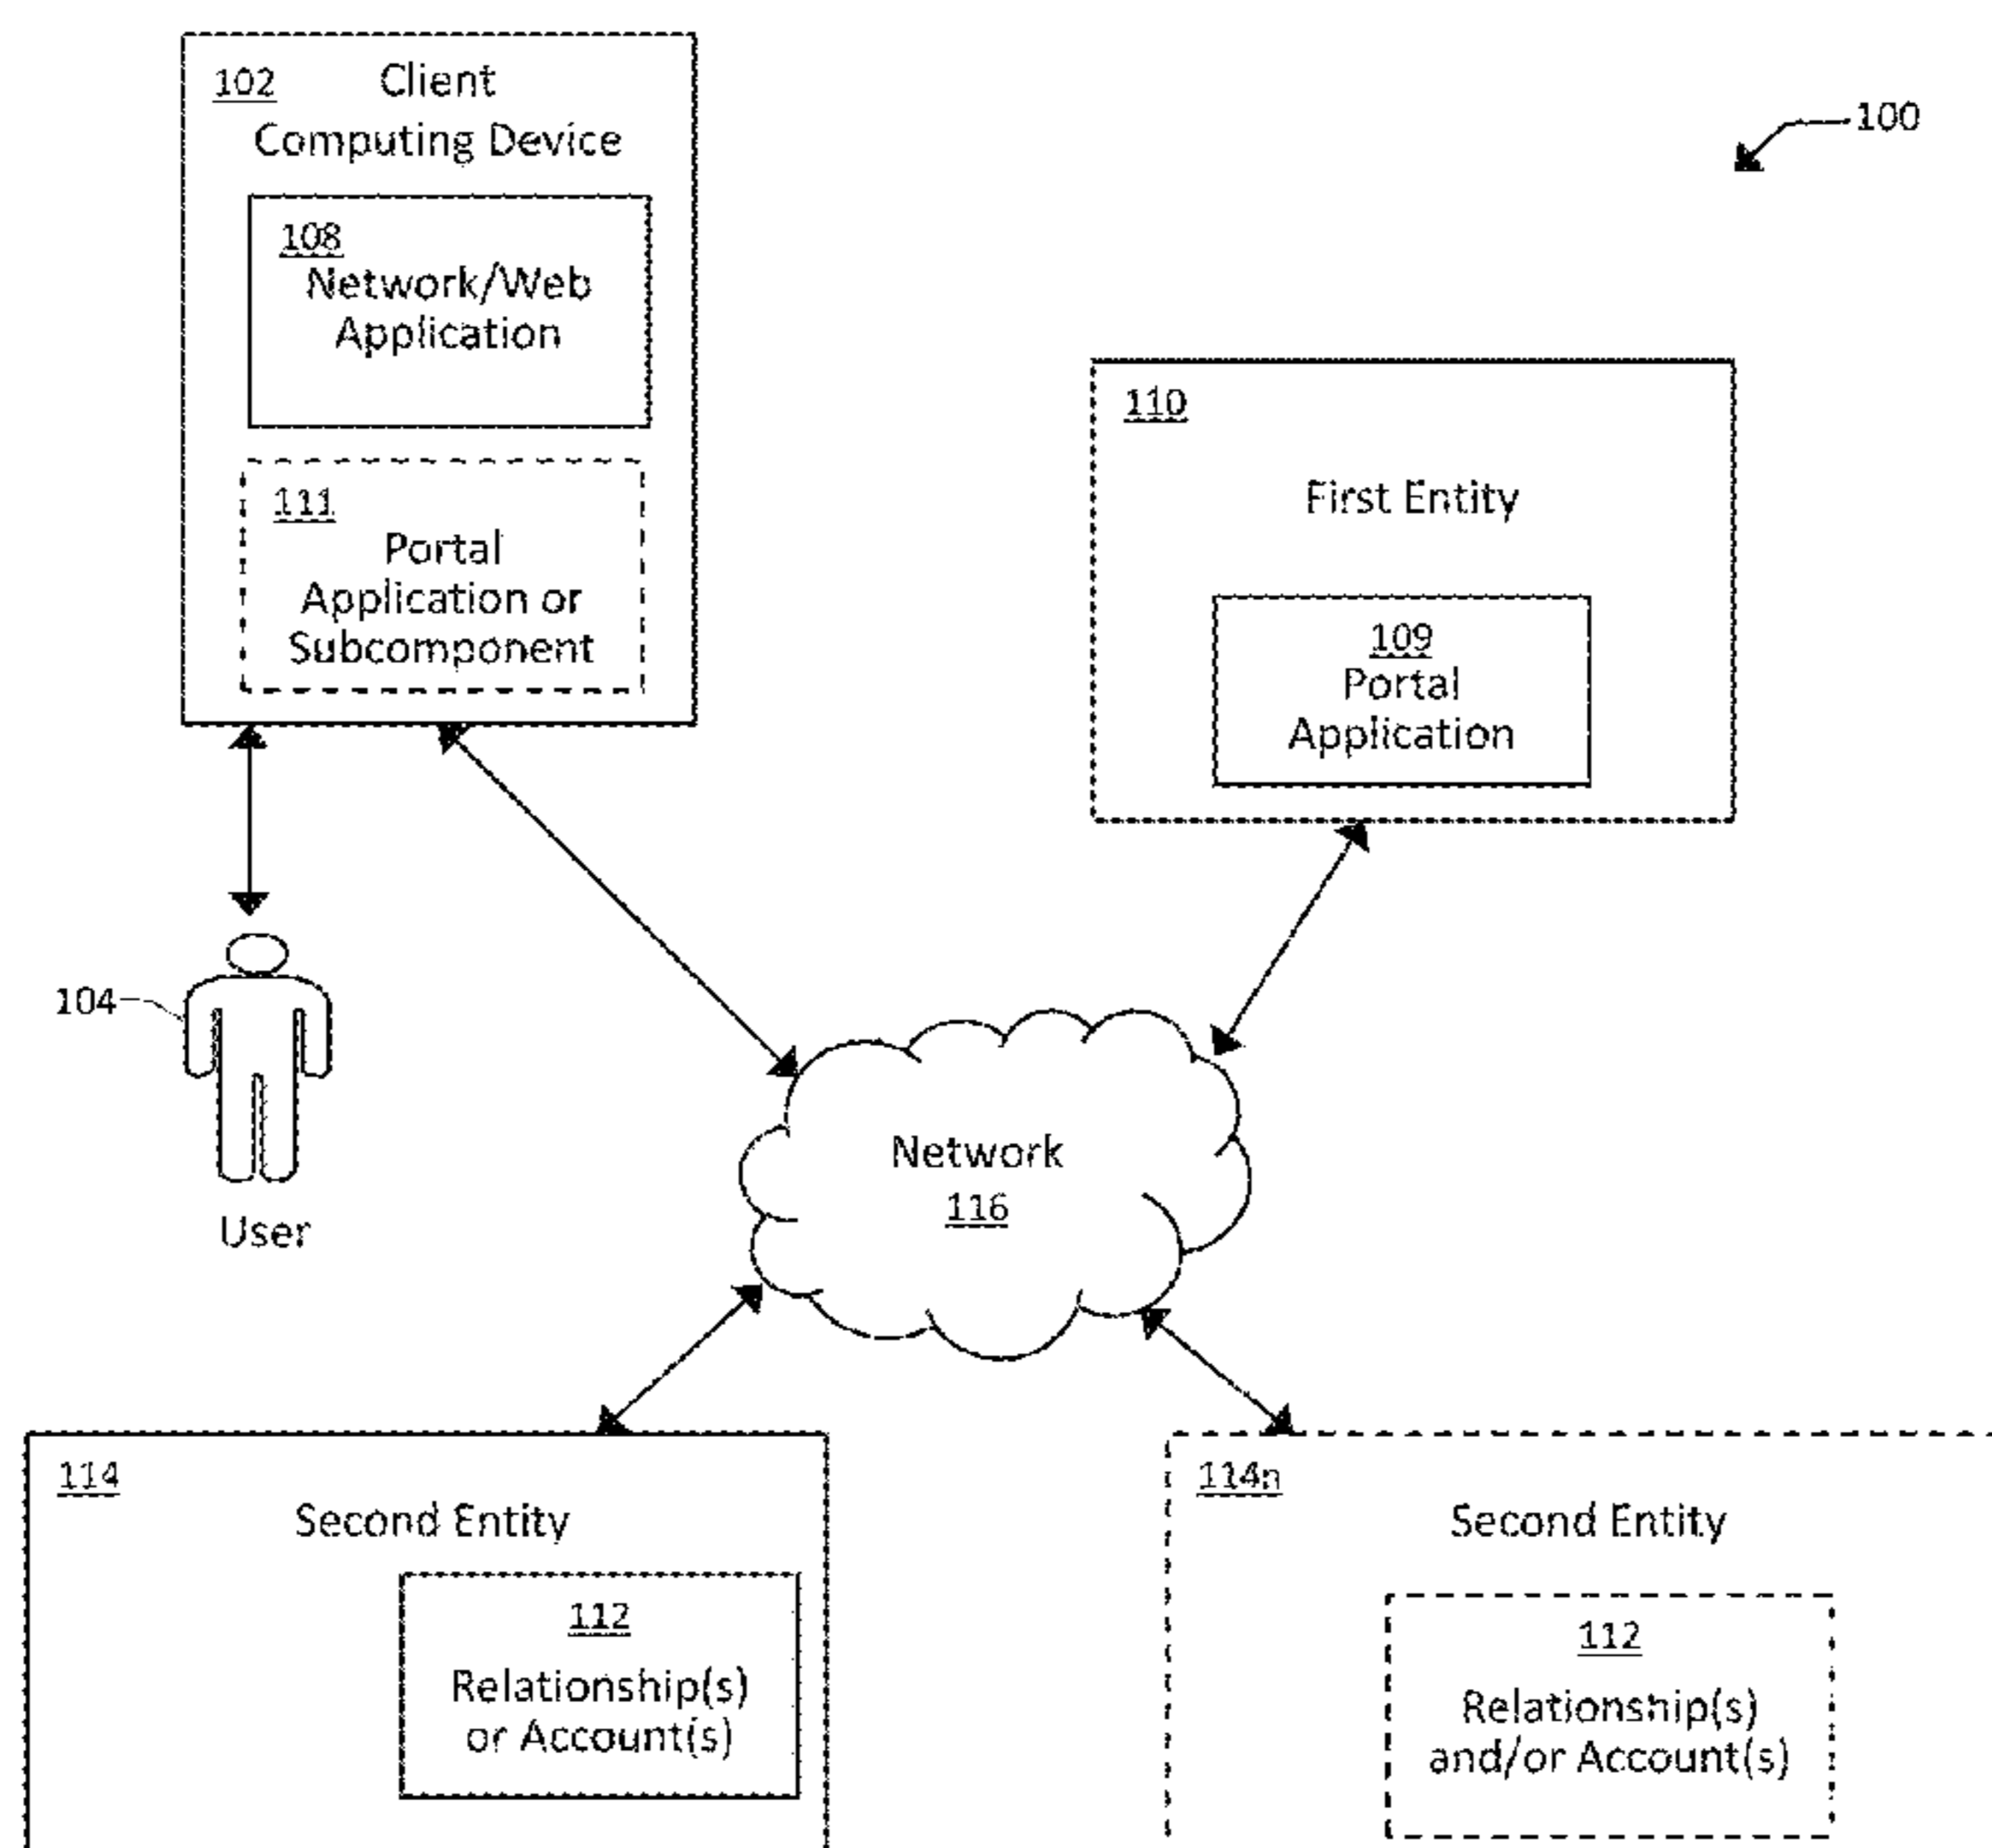 102 Client
Computing Device
108
Network/Web
Application
111
Portal
Application or
Subcomponent
100
110
First Entity
109
Portal
Application
104
User
Network
116
114
Second Entity
112
Relationship(s)
or Account(s)
114n
Second Entity
112
Relationship(s)
and/or Account(s)